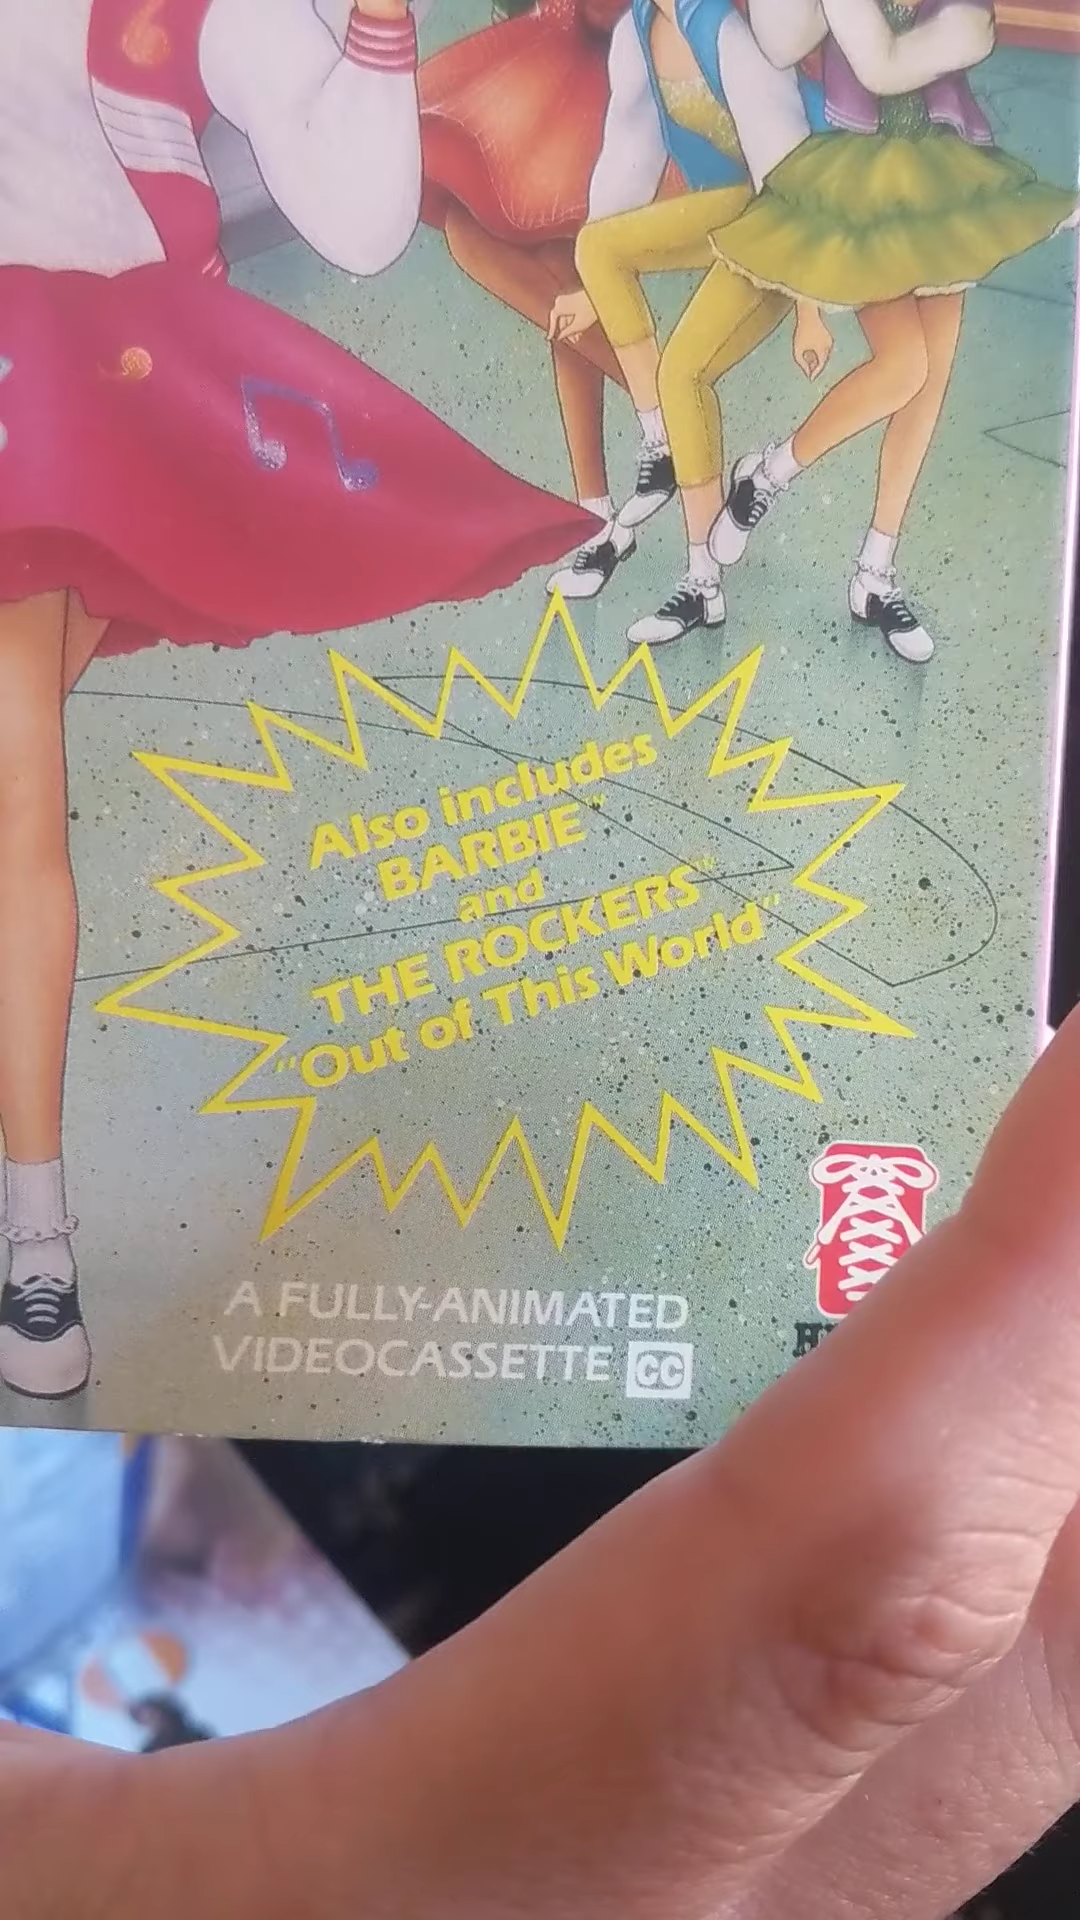 Also includes
BARBIE™
and
THE ROCKERS™
"Out of This World"
A FULLY-ANIMATED
VIDEOCASSETTE CC